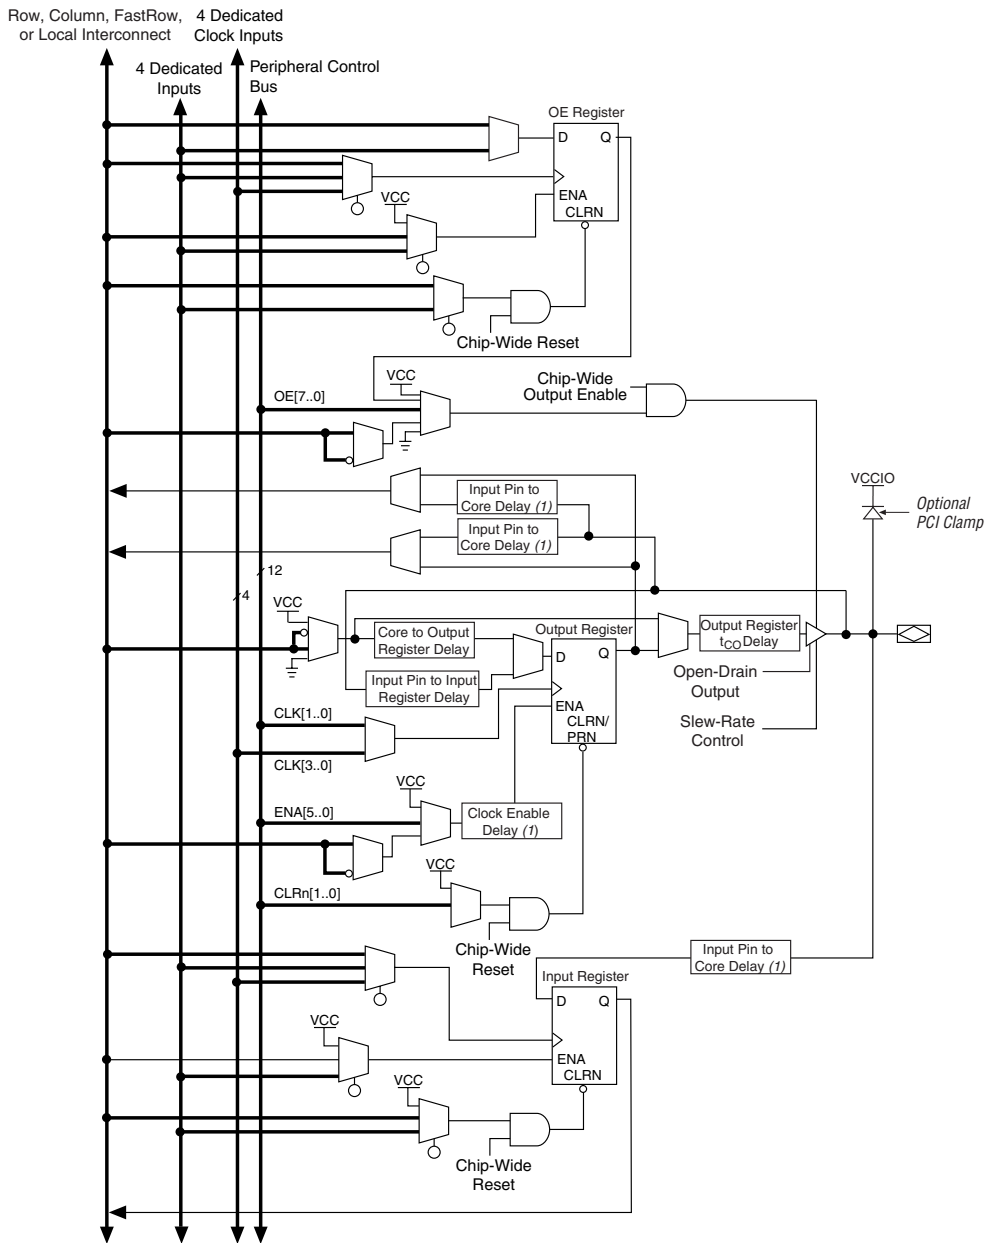 Row, Column, FastRow,
or Local Interconnect
4 Dedicated
Clock Inputs
4 Dedicated
Inputs
Peripheral Control
Bus
OE Register
D Q
ENA
CLRN
VCC
Chip-Wide Reset
VCC
Chip-Wide
Output Enable
OE[7..0]
Input Pin to
Core Delay (1)
Input Pin to
Core Delay (1)
VCCIO
Optional
PCI Clamp
12
4
VCC
Core to Output
Register Delay
Input Pin to Input
Register Delay
Output Register
D Q
ENA
CLRN/
PRN
Output Register
tCO Delay
Open-Drain
Output
Slew-Rate
Control
CLK[1..0]
CLK[3..0]
VCC
ENA[5..0]
Clock Enable
Delay (1)
VCC
CLRn[1..0]
Chip-Wide
Reset
Input Pin to
Core Delay (1)
Input Register
D Q
ENA
CLRN
VCC
VCC
Chip-Wide
Reset